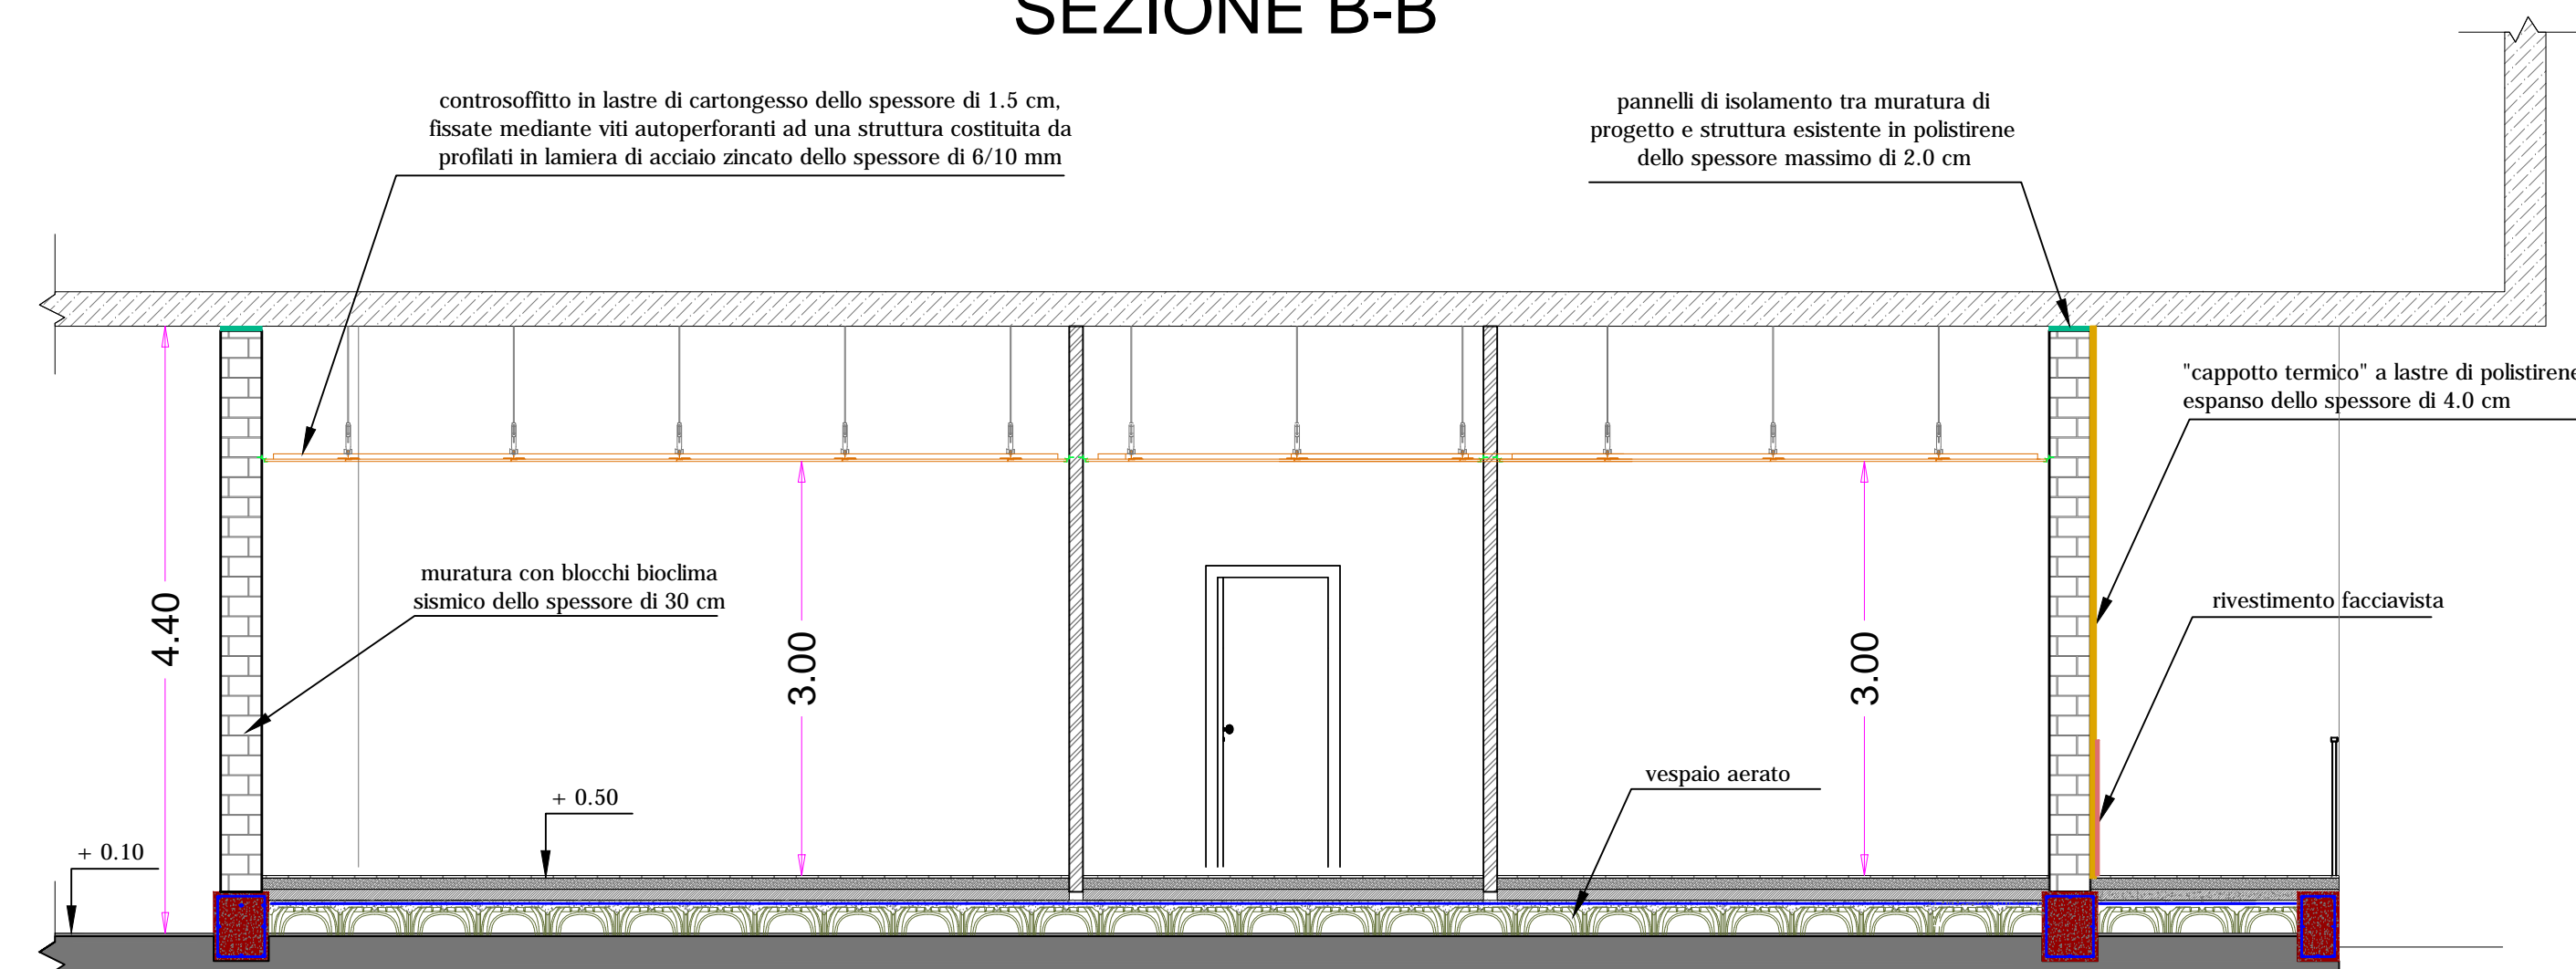 SEZIONE B-B
controsoffitto in lastre di cartongesso dello spessore di 1.5 cm,
fissate mediante viti autoperforanti ad una struttura costituita da
profilati in lamiera di acciaio zincato dello spessore di 6/10 mm
pannelli di isolamento tra muratura di
progetto e struttura esistente in polistirene
dello spessore massimo di 2.0 cm
"cappotto termico" a lastre di polistirene
espanso dello spessore di 4.0 cm
muratura con blocchi bioclima
sismico dello spessore di 30 cm
rivestimento facciavista
4.40
3.00
3.00
vespaio aerato
+ 0.50
+ 0.10